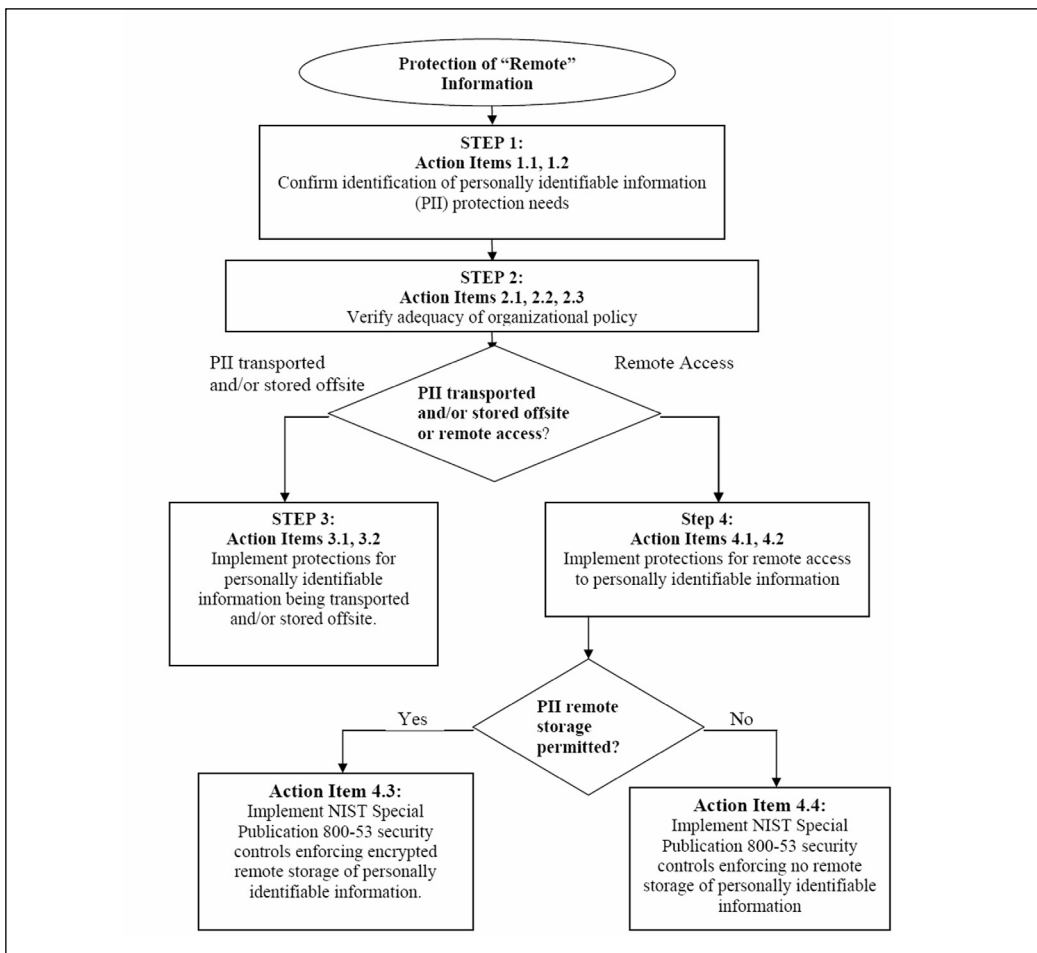 Protection of “Remote”
Information
STEP 1:
Action Items 1.1, 1.2
Confirm identification of personally identifiable information
(PII) protection needs
STEP 2:
Action Items 2.1, 2.2, 2.3
Verify adequacy of organizational policy
PII transported
and/or stored offsite
Remote Access
PII transported
and/or stored offsite
or remote access?
STEP 3:
Action Items 3.1, 3.2
Implement protections for
personally identifiable
information being transported
and/or stored offsite.
Step 4:
Action Items 4.1, 4.2
Implement protections for remote access
to personally identifiable information
PII remote
storage
permitted?
Yes
No
Action Item 4.3:
Implement NIST Special
Publication 800-53 security
controls enforcing encrypted
remote storage of personally
identifiable information.
Action Item 4.4:
Implement NIST Special
Publication 800-53 security
controls enforcing no remote
storage of personally identifiable
information